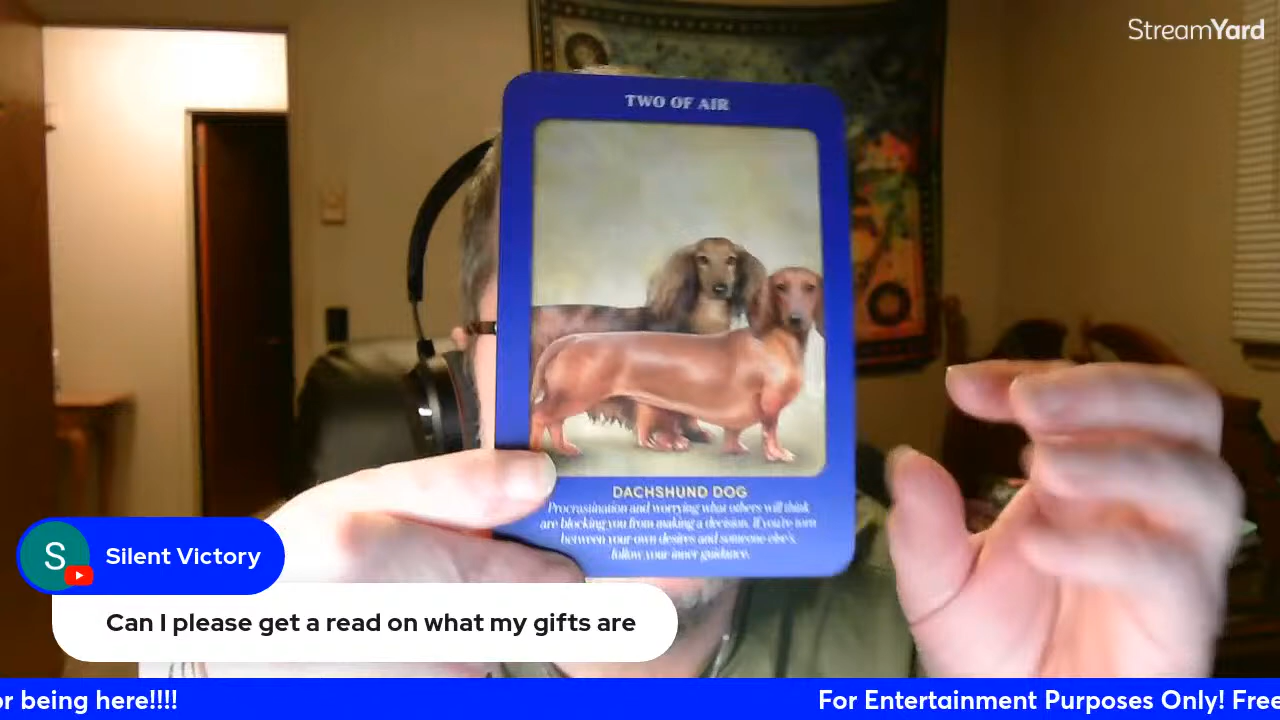 StreamYard
TWO OF AIR
DACHSHUND DOG
Procrastination and worrying what others will think
are blocking you from making a decision. If you're torn
between your own desires and someone else's,
follow your inner guidance.
S
Silent Victory
Can I please get a read on what my gifts are
or being here!!!!
For Entertainment Purposes Only! Free